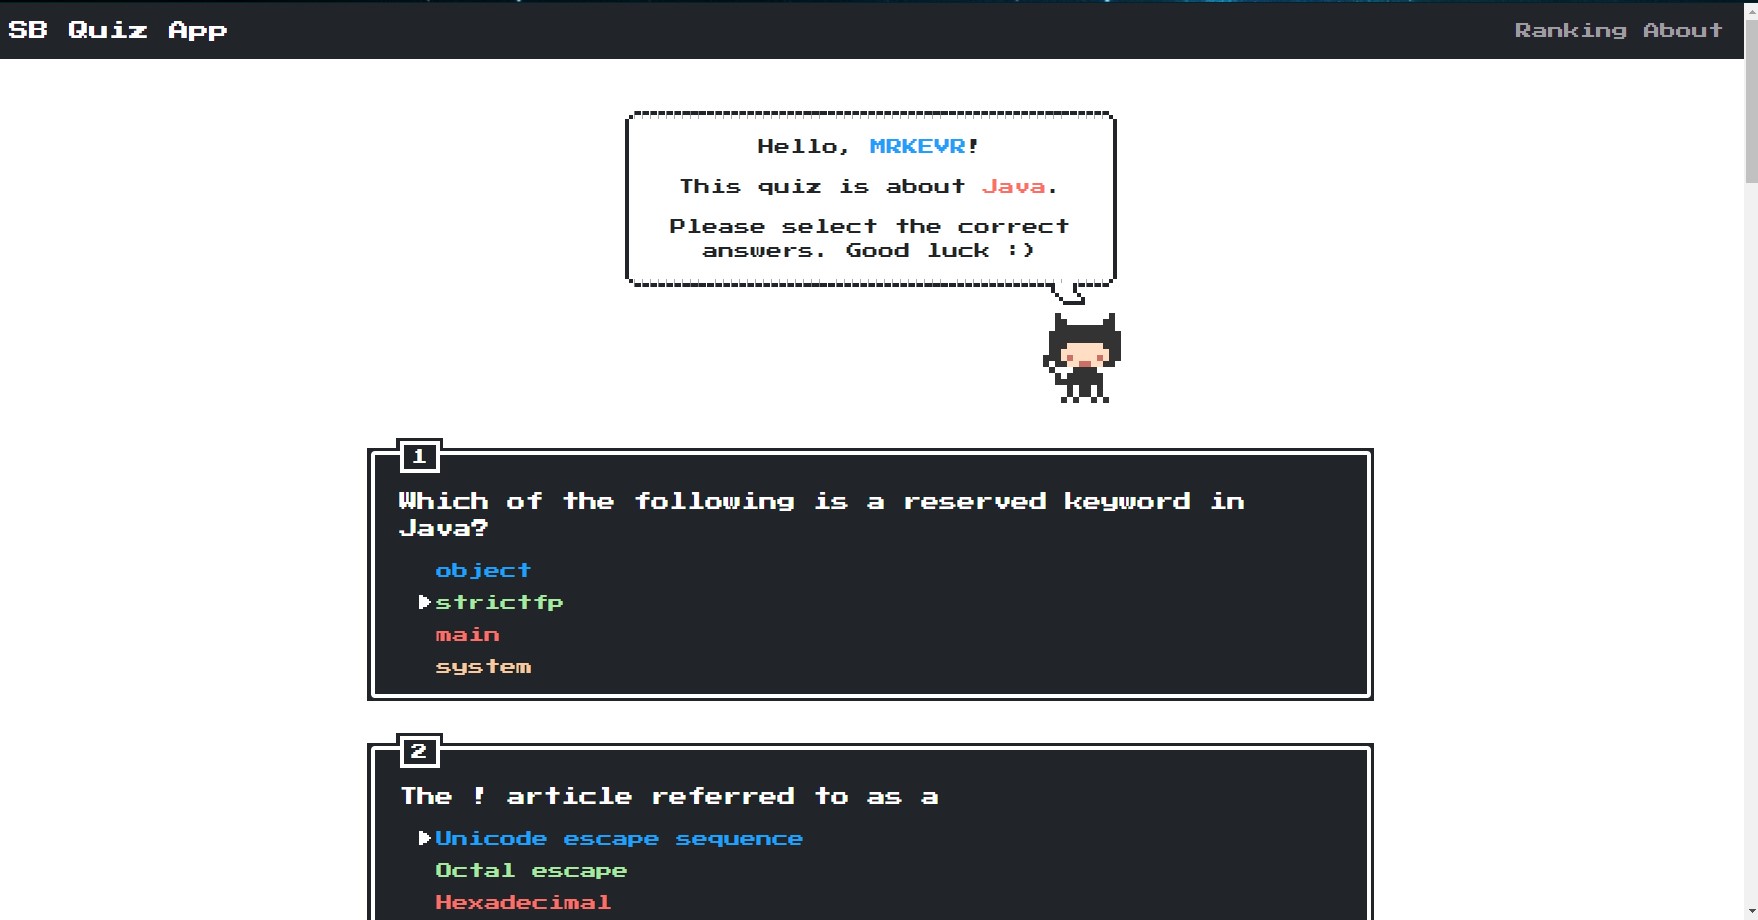 SB Quiz App
Ranking About
Hello, MRKEVR!
This quiz is about Java.
Please select the correct
answers. Good luck :)
1
Which of the following is a reserved keyword in
Java?
object
strictfp
main
system
2
The ! article referred to as a
Unicode escape sequence
Octal escape
Hexadecimal